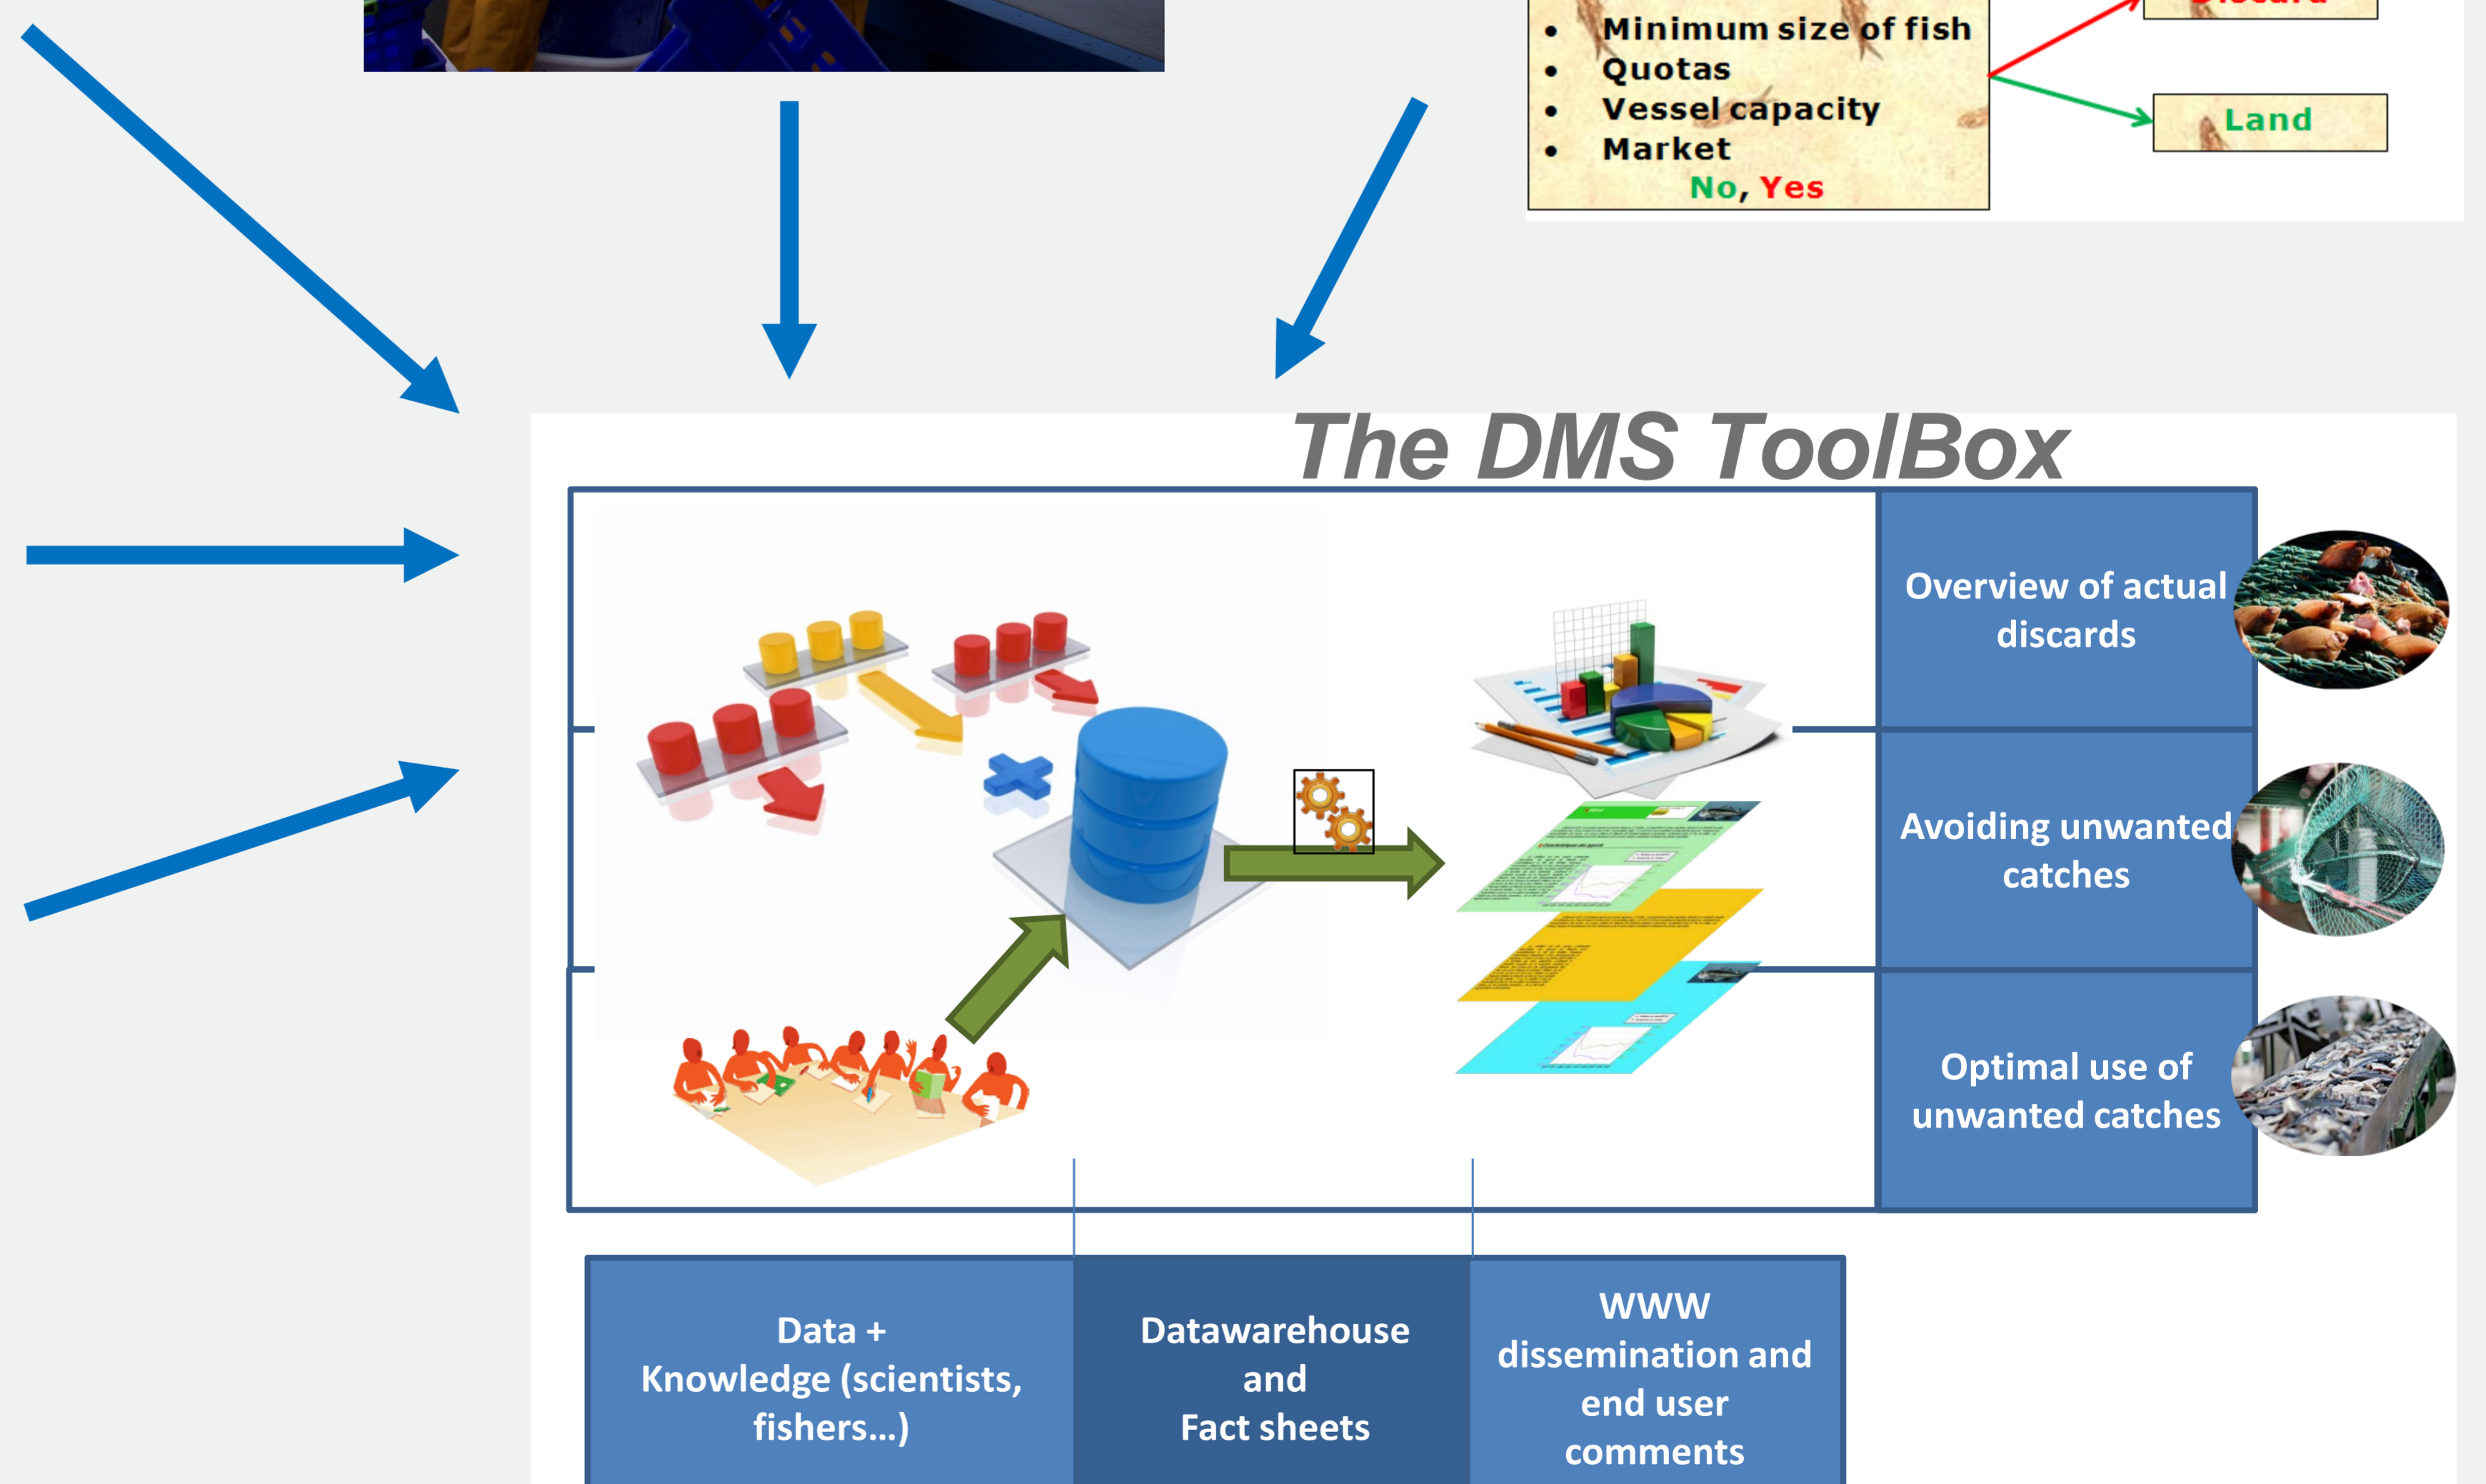 Discard
• Minimum size of fish
• Quotas
• Vessel capacity
• Market
No, Yes
Land
The DMS ToolBox
Overview of actual
discards
Avoiding unwanted
catches
Optimal use of
unwanted catches
Data +
Knowledge (scientists,
fishers...)
Datawarehouse
and
Fact sheets
WWW
dissemination and
end user
comments